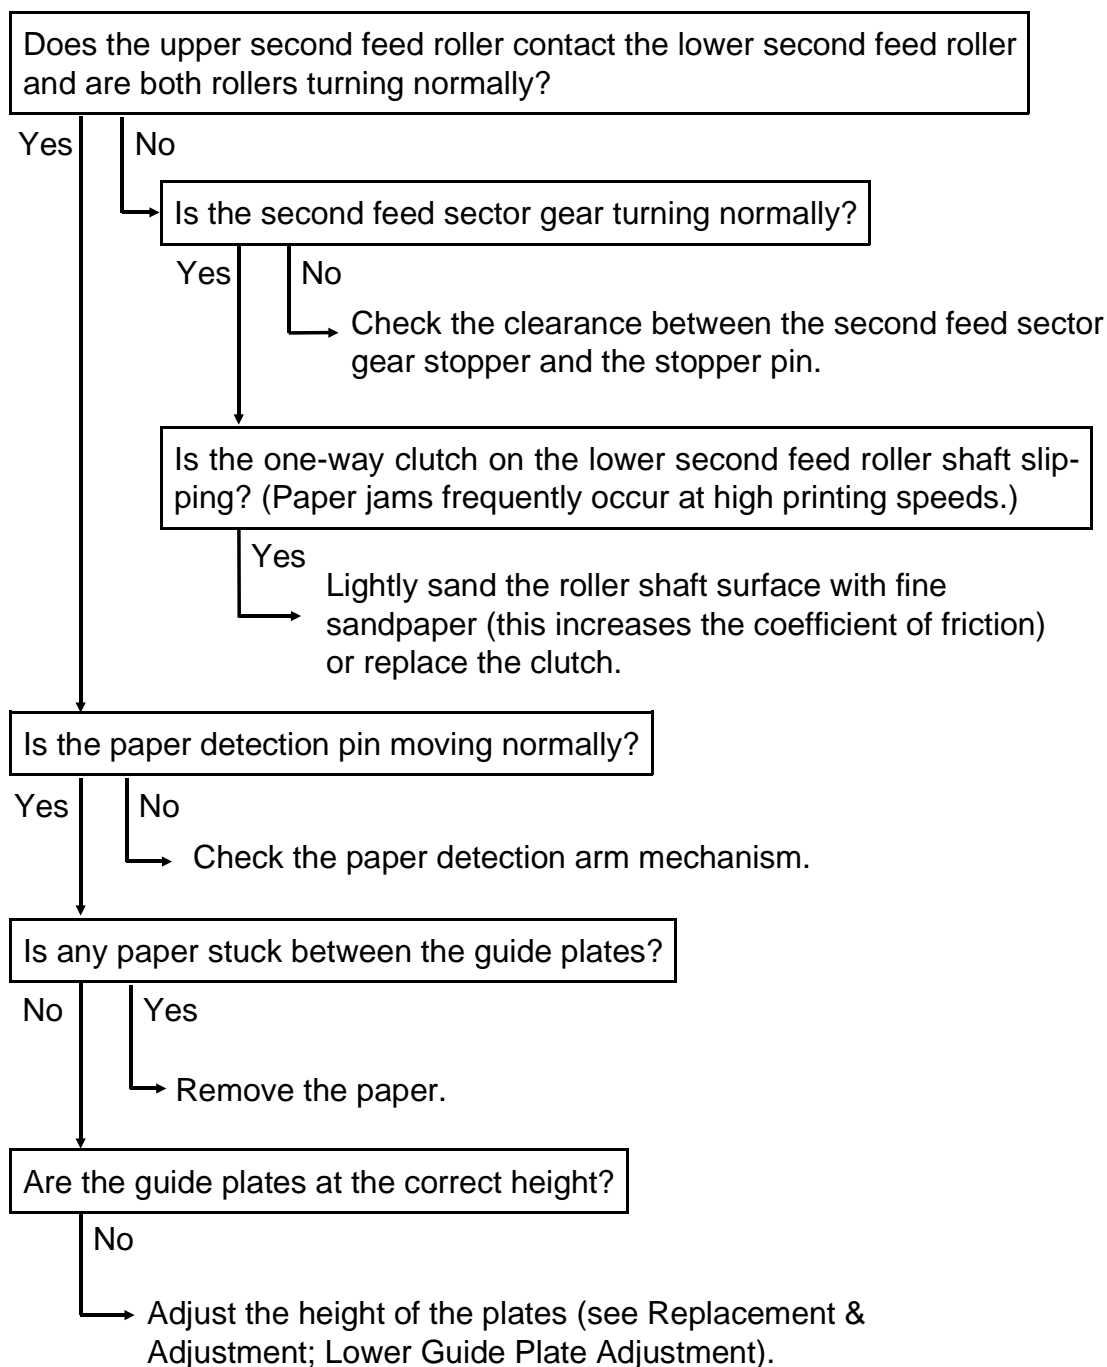 Does the upper second feed roller contact the lower second feed roller
and are both rollers turning normally?
Yes
No
Is the second feed sector gear turning normally?
Yes
No
Check the clearance between the second feed sector
gear stopper and the stopper pin.
Is the one-way clutch on the lower second feed roller shaft slip-
ping? (Paper jams frequently occur at high printing speeds.)
Yes
Lightly sand the roller shaft surface with fine
sandpaper (this increases the coefficient of friction)
or replace the clutch.
Is the paper detection pin moving normally?
Yes
No
Check the paper detection arm mechanism.
Is any paper stuck between the guide plates?
No
Yes
Remove the paper.
Are the guide plates at the correct height?
No
Adjust the height of the plates (see Replacement &
Adjustment; Lower Guide Plate Adjustment).